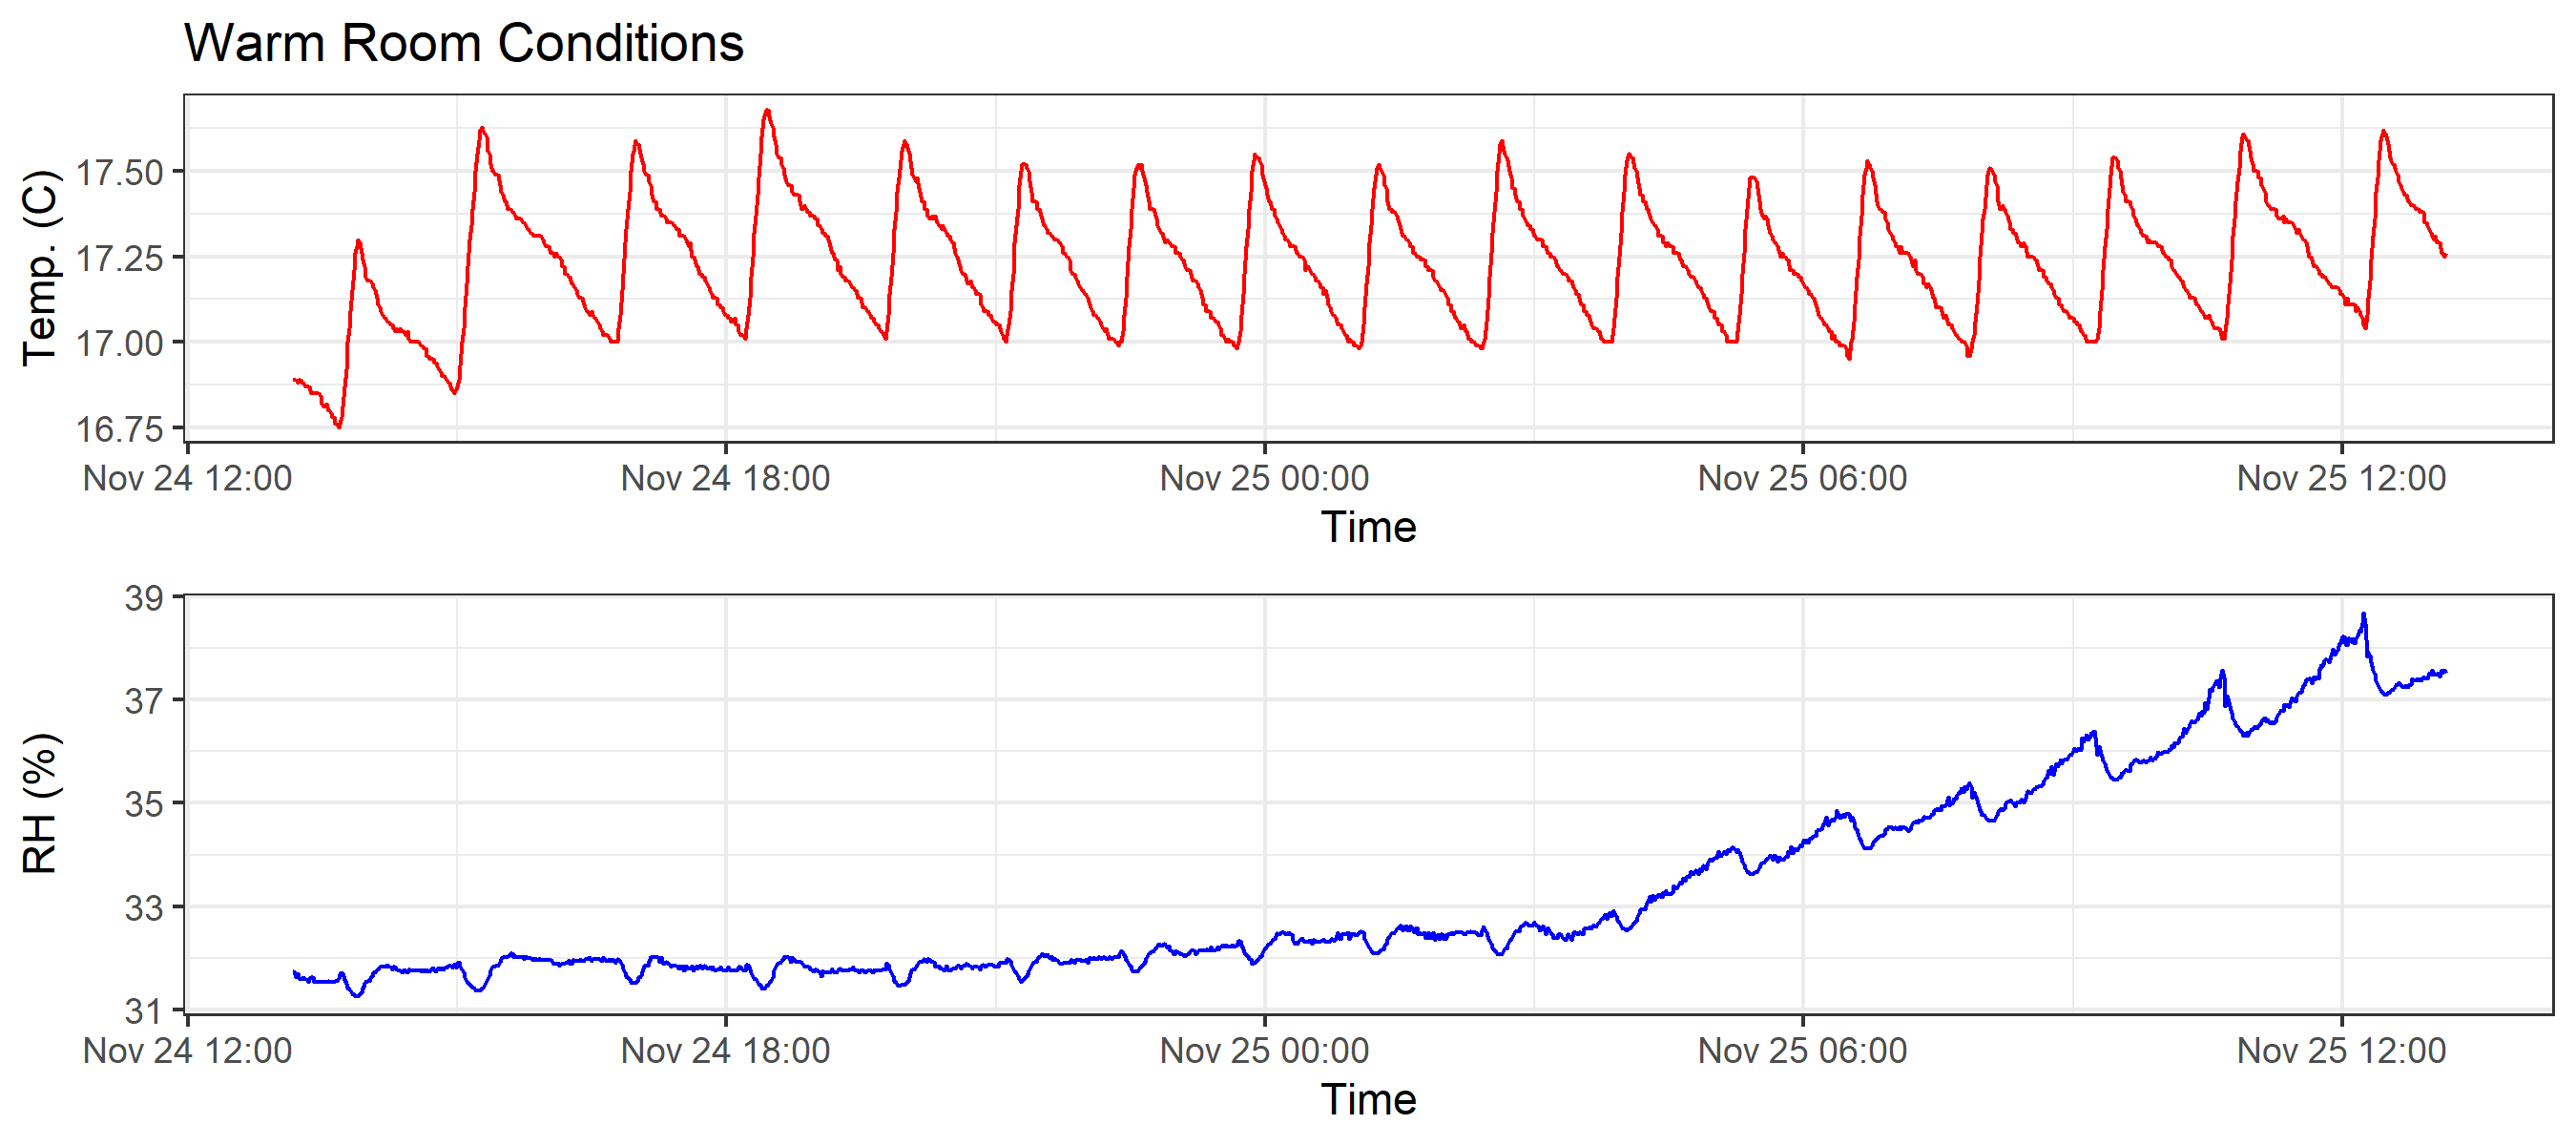 Warm Room Conditions
Temp. (C)
17.50
17.25
17.00
16.75
Nov 24 12:00 Nov 24 18:00 Nov 25 00:00 Nov 25 06:00 Nov 25 12:00
Time
RH (%)
39
37
35
33
31
Nov 24 12:00 Nov 24 18:00 Nov 25 00:00 Nov 25 06:00 Nov 25 12:00
Time